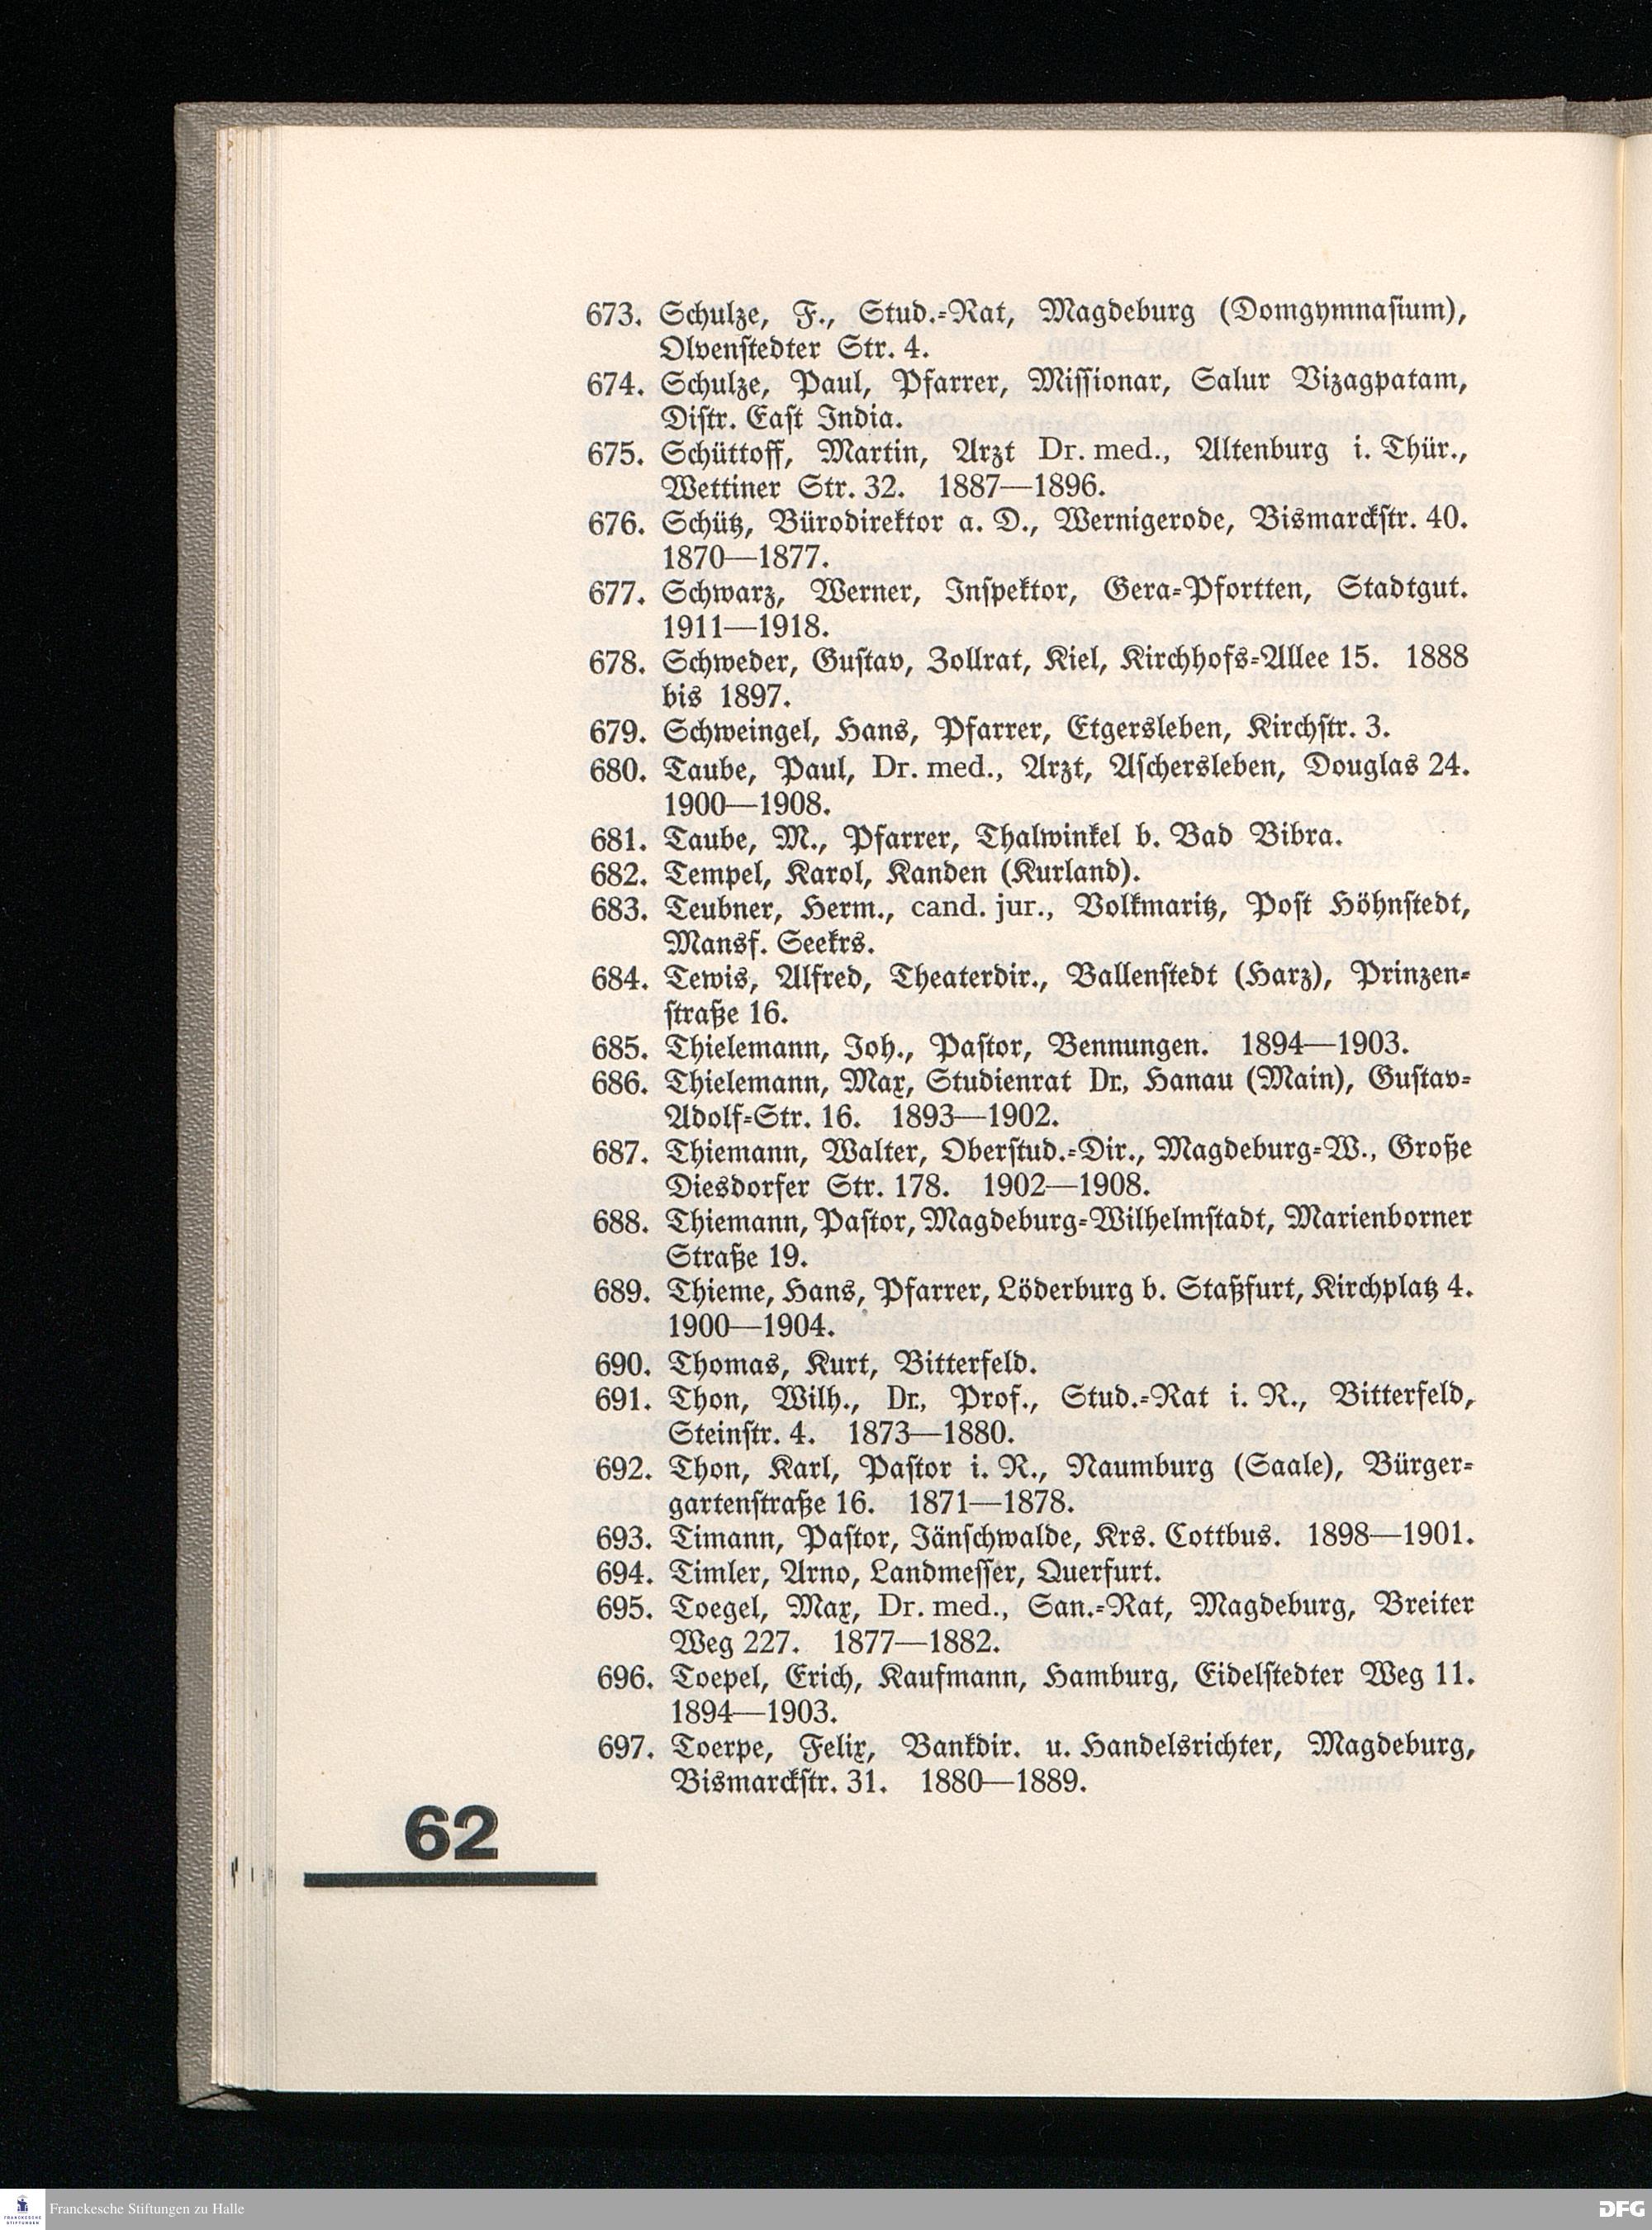 673. Schulze, F., Stud.-Rat, Magdeburg (Domgymnasium),
Olvenstedter Str. 4.
674. Schulze, Paul, Pfarrer, Missionar, Salur Vizagpatam,
Distr. East India.
675. Schüttoff, Martin, Arzt Dr. med., Altenburg i. Thür.,
Wettiner Str. 32. 1887—1896.
676. Schütz, Bürodirektor a. D., Wernigerode, Bismarckstr. 40.
1870—1877.
677. Schwarz, Werner, Inspektor, Gera-Pfortten, Stadtgut.
1911—1918.
678. Schweder, Gustav, Zollrat, Kiel, Kirchhofs-Allee 15. 1888
bis 1897.
679. Schweingel, Hans, Pfarrer, Etgersleben, Kirchstr. 3.
680. Taube, Paul, Dr. med., Arzt, Aschersleben, Douglas 24.
1900—1908.
681. Taube, M., Pfarrer, Thalwinkel b. Bad Bibra.
682. Tempel, Karol, Kanden (Kurland).
683. Teubner, Herm., cand. jur., Volkmaritz, Post Höhnstedt,
Mansf. Seekrs.
684. Tewis, Alfred, Theaterdir., Ballenstedt (Harz), Prinzen-
straße 16.
685. Thielemann, Joh., Pastor, Bennungen. 1894—1903.
686. Thielemann, Max, Studienrat Dr., Hanau (Main), Gustav-
Adolf-Str. 16. 1893—1902.
687. Thiemann, Walter, Oberstud.-Dir., Magdeburg-W., Große
Diesdorfer Str. 178. 1902—1908.
688. Thiemann, Pastor, Magdeburg-Wilhelmstadt, Marienborner
Straße 19.
689. Thieme, Hans, Pfarrer, Löderburg b. Staßfurt, Kirchplatz 4.
1900—1904.
690. Thomas, Kurt, Bitterfeld.
691. Thon, Wilh., Dr., Prof., Stud.-Rat i. R., Bitterfeld,
Steinstr. 4. 1873—1880.
692. Thon, Karl, Pastor i. R., Naumburg (Saale), Bürger-
gartenstraße 16. 1871—1878.
693. Timann, Pastor, Jänschwalde, Krs. Cottbus. 1898—1901.
694. Timler, Arno, Landmesser, Querfurt.
695. Toegel, Max, Dr. med., San.-Rat, Magdeburg, Breiter
Weg 227. 1877—1882.
696. Toepel, Erich, Kaufmann, Hamburg, Eidelstedter Weg 11.
1894—1903.
697. Toerpe, Felix, Bankdir. u. Handelsrichter, Magdeburg,
Bismarckstr. 31. 1880—1889.
62
FRANCKESCHE
STIFTUNGEN
Franckesche Stiftungen zu Halle
DFG